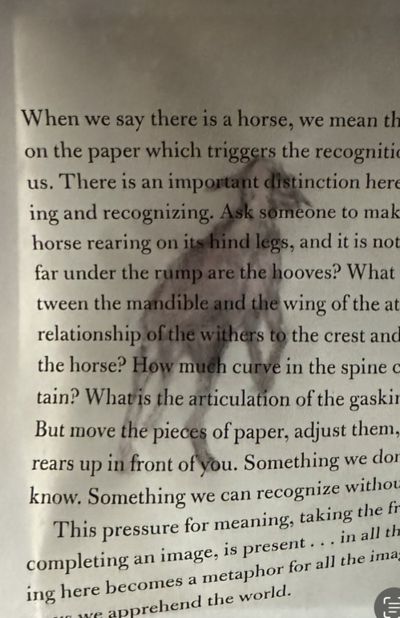 When we say there is a horse, we mean th
on the paper which triggers the recogniti
us. There is an important distinction here
ing and recognizing. Ask someone to mak
horse rearing on its hind legs, and it is not
far under the rump are the hooves? What
tween the mandible and the wing of the at
relationship of the withers to the crest and
the horse? How much curve in the spine c
tain? What is the articulation of the gaskin
But move the pieces of paper, adjust them,
rears up in front of you. Something we don
know. Something we can recognize withou
This pressure for meaning, taking the fr
completing an image, is present . . . in all th
ing here becomes a metaphor for all the ima
we apprehend the world.